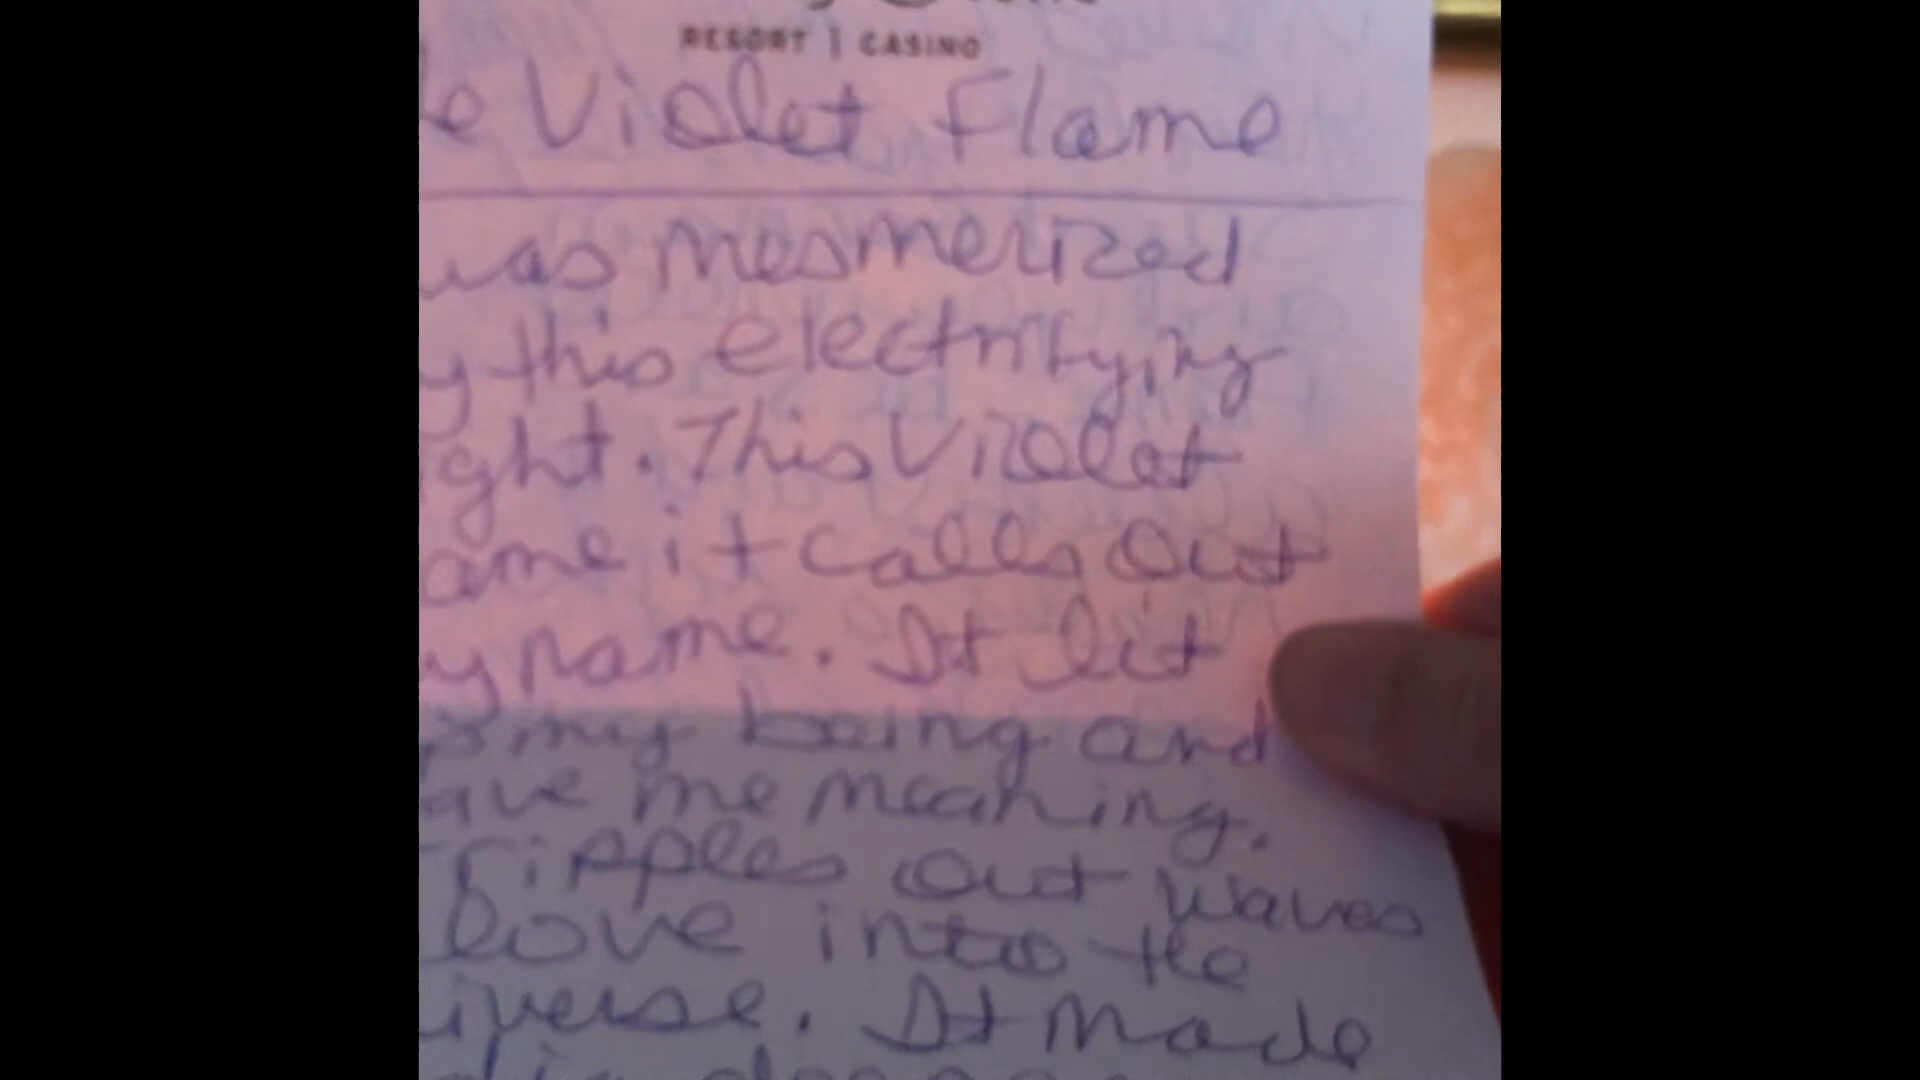 RESORT | CASINO
e Violet Flame
was mesmerized
y this electrifying
ight. This Violet
ame it calls out
y name. It lit
p my being and
ave me meaning.
ripples out waves
love into the
iverse. It made